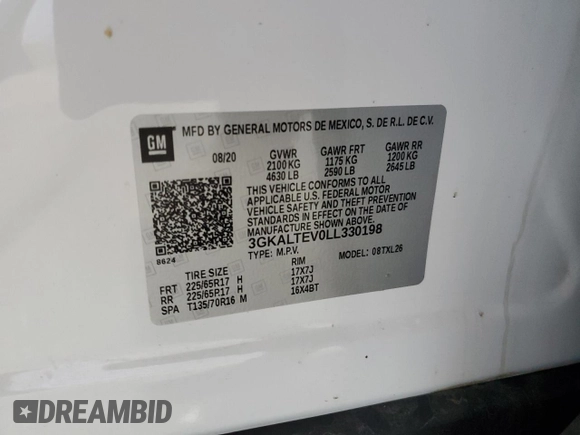 GM
MFD BY GENERAL MOTORS DE MEXICO, S. DE R.L. DE C.V.
08/20 GVWR GAWR FRT GAWR RR
2100 KG 1175 KG 1200 KG
4630 LB 2590 LB 2645 LB
THIS VEHICLE CONFORMS TO ALL
APPLICABLE U.S. FEDERAL MOTOR
VEHICLE SAFETY AND THEFT PREVENTION
STANDARDS IN EFFECT ON THE DATE OF
MANUFACTURE SHOWN ABOVE.
3GKALTEV0LL330198
8624
TYPE: M.P.V. MODEL: 08TXL26
TIRE SIZE RIM
FRT 225/65R17 H 17X7J
RR 225/65R17 H 17X7J
SPA T135/70R16 M 16X4BT
DREAMBID